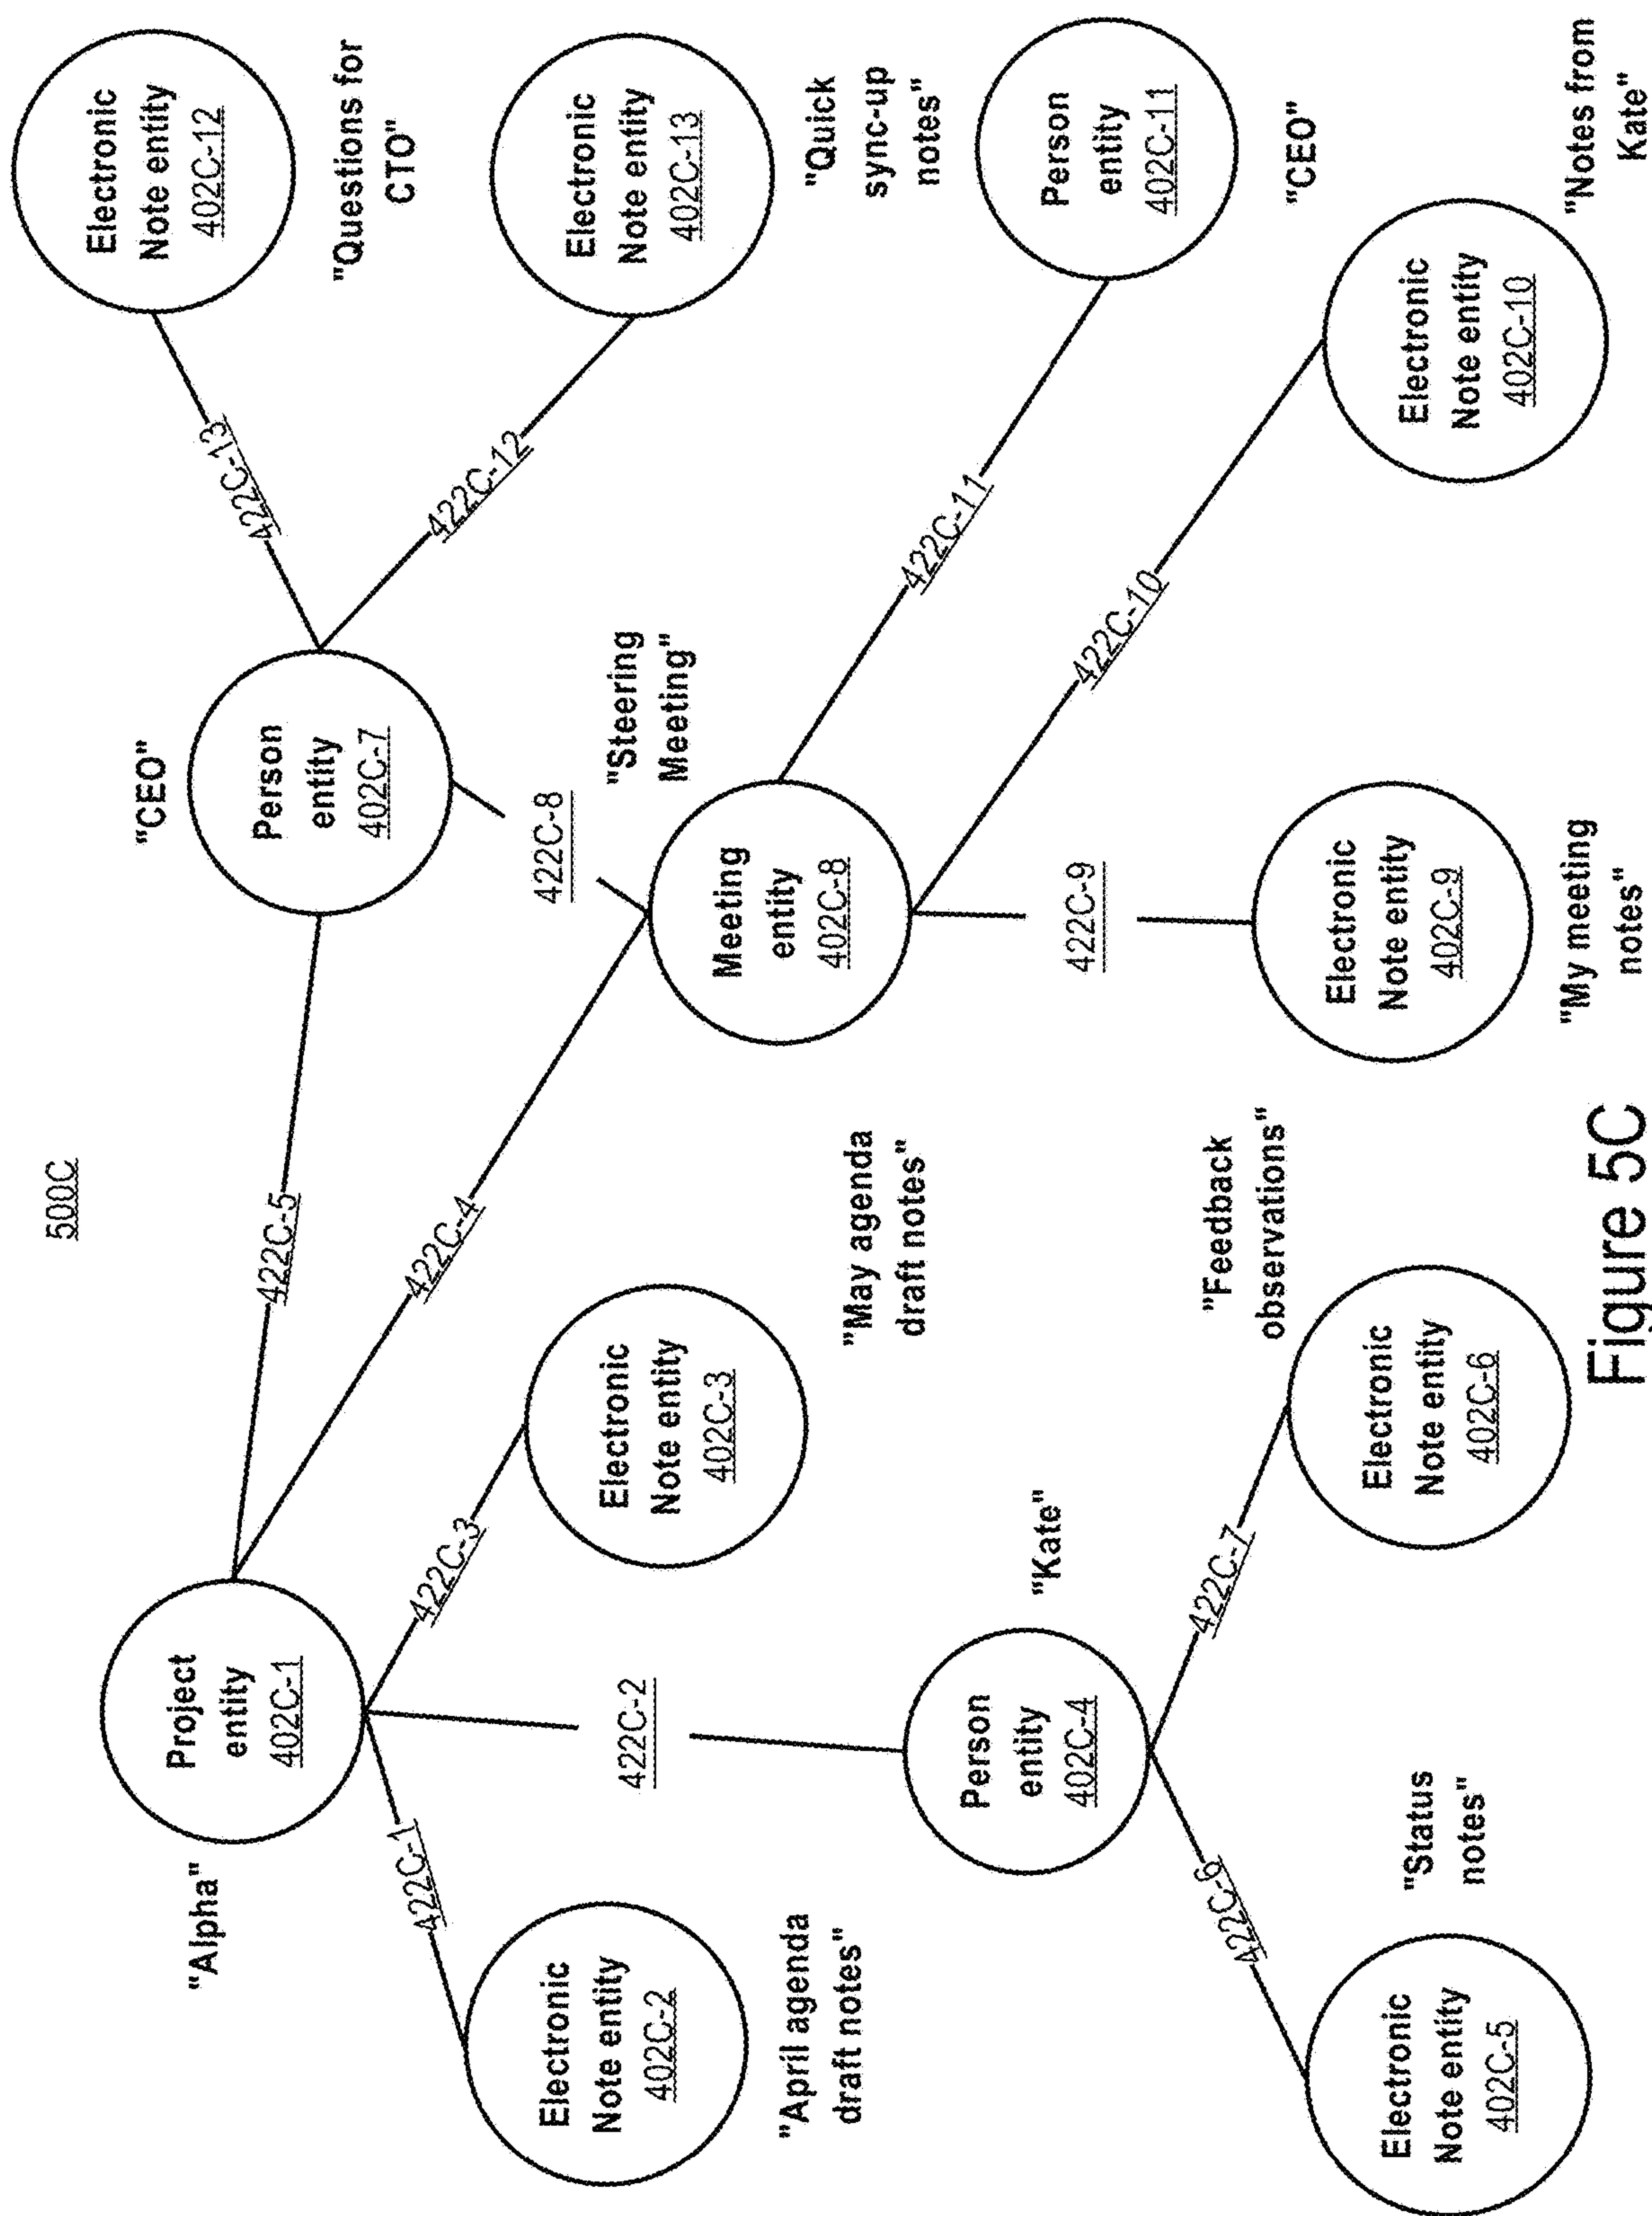 500C
"Alpha"
Project
entity
402C-1
422C-5
422C-4
422C-1
422C-2
422C-3
"CEO"
Person
entity
402C-7
422C-13
422C-12
Electronic
Note entity
402C-12
"Questions for
CTO"
Electronic
Note entity
402C-13
"Quick
sync-up
notes"
422C-8
"Steering
Meeting"
Meeting
entity
402C-8
422C-11
422C-10
422C-9
Person
entity
402C-11
"CEO"
Electronic
Note entity
402C-10
"Notes from
Kate"
Electronic
Note entity
402C-9
"My meeting
notes"
Electronic
Note entity
402C-2
"April agenda
draft notes"
Electronic
Note entity
402C-3
"May agenda
draft notes"
Person
entity
402C-4
"Kate"
422C-6
422C-7
Electronic
Note entity
402C-5
"Status
notes"
Electronic
Note entity
402C-6
"Feedback
observations"
Figure 5C